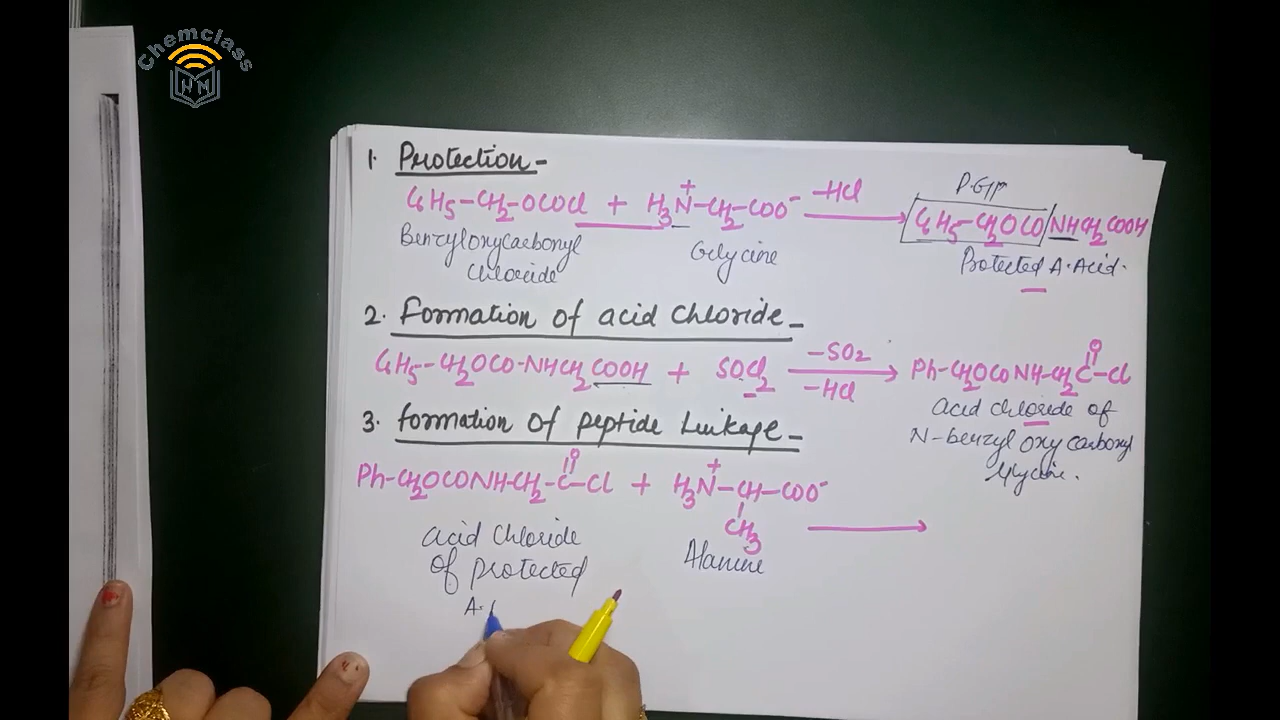 Chemclass
HM
1. Protection-
C6H5-CH2-OCOCl + H3N+-CH2-COO- -HCl C6H5-CH2OCO NHCH2COOH
P.Grp
Benzyloxycarbonyl
Chloride
Glycine
Protected A.Acid.
2. Formation of acid chloride-
C6H5-CH2OCO-NHCH2COOH + SOCl2 -SO2 -HCl Ph-CH2OCONH-CH2C(=O)-Cl
acid chloride of
N-benzyl oxy carbonyl
Glycine.
3. formation of peptide Linkage-
Ph-CH2OCONH-CH2-C(=O)-Cl + H3N+-CH-COO-
CH3
acid Chloride
of protected
A.
Alanine